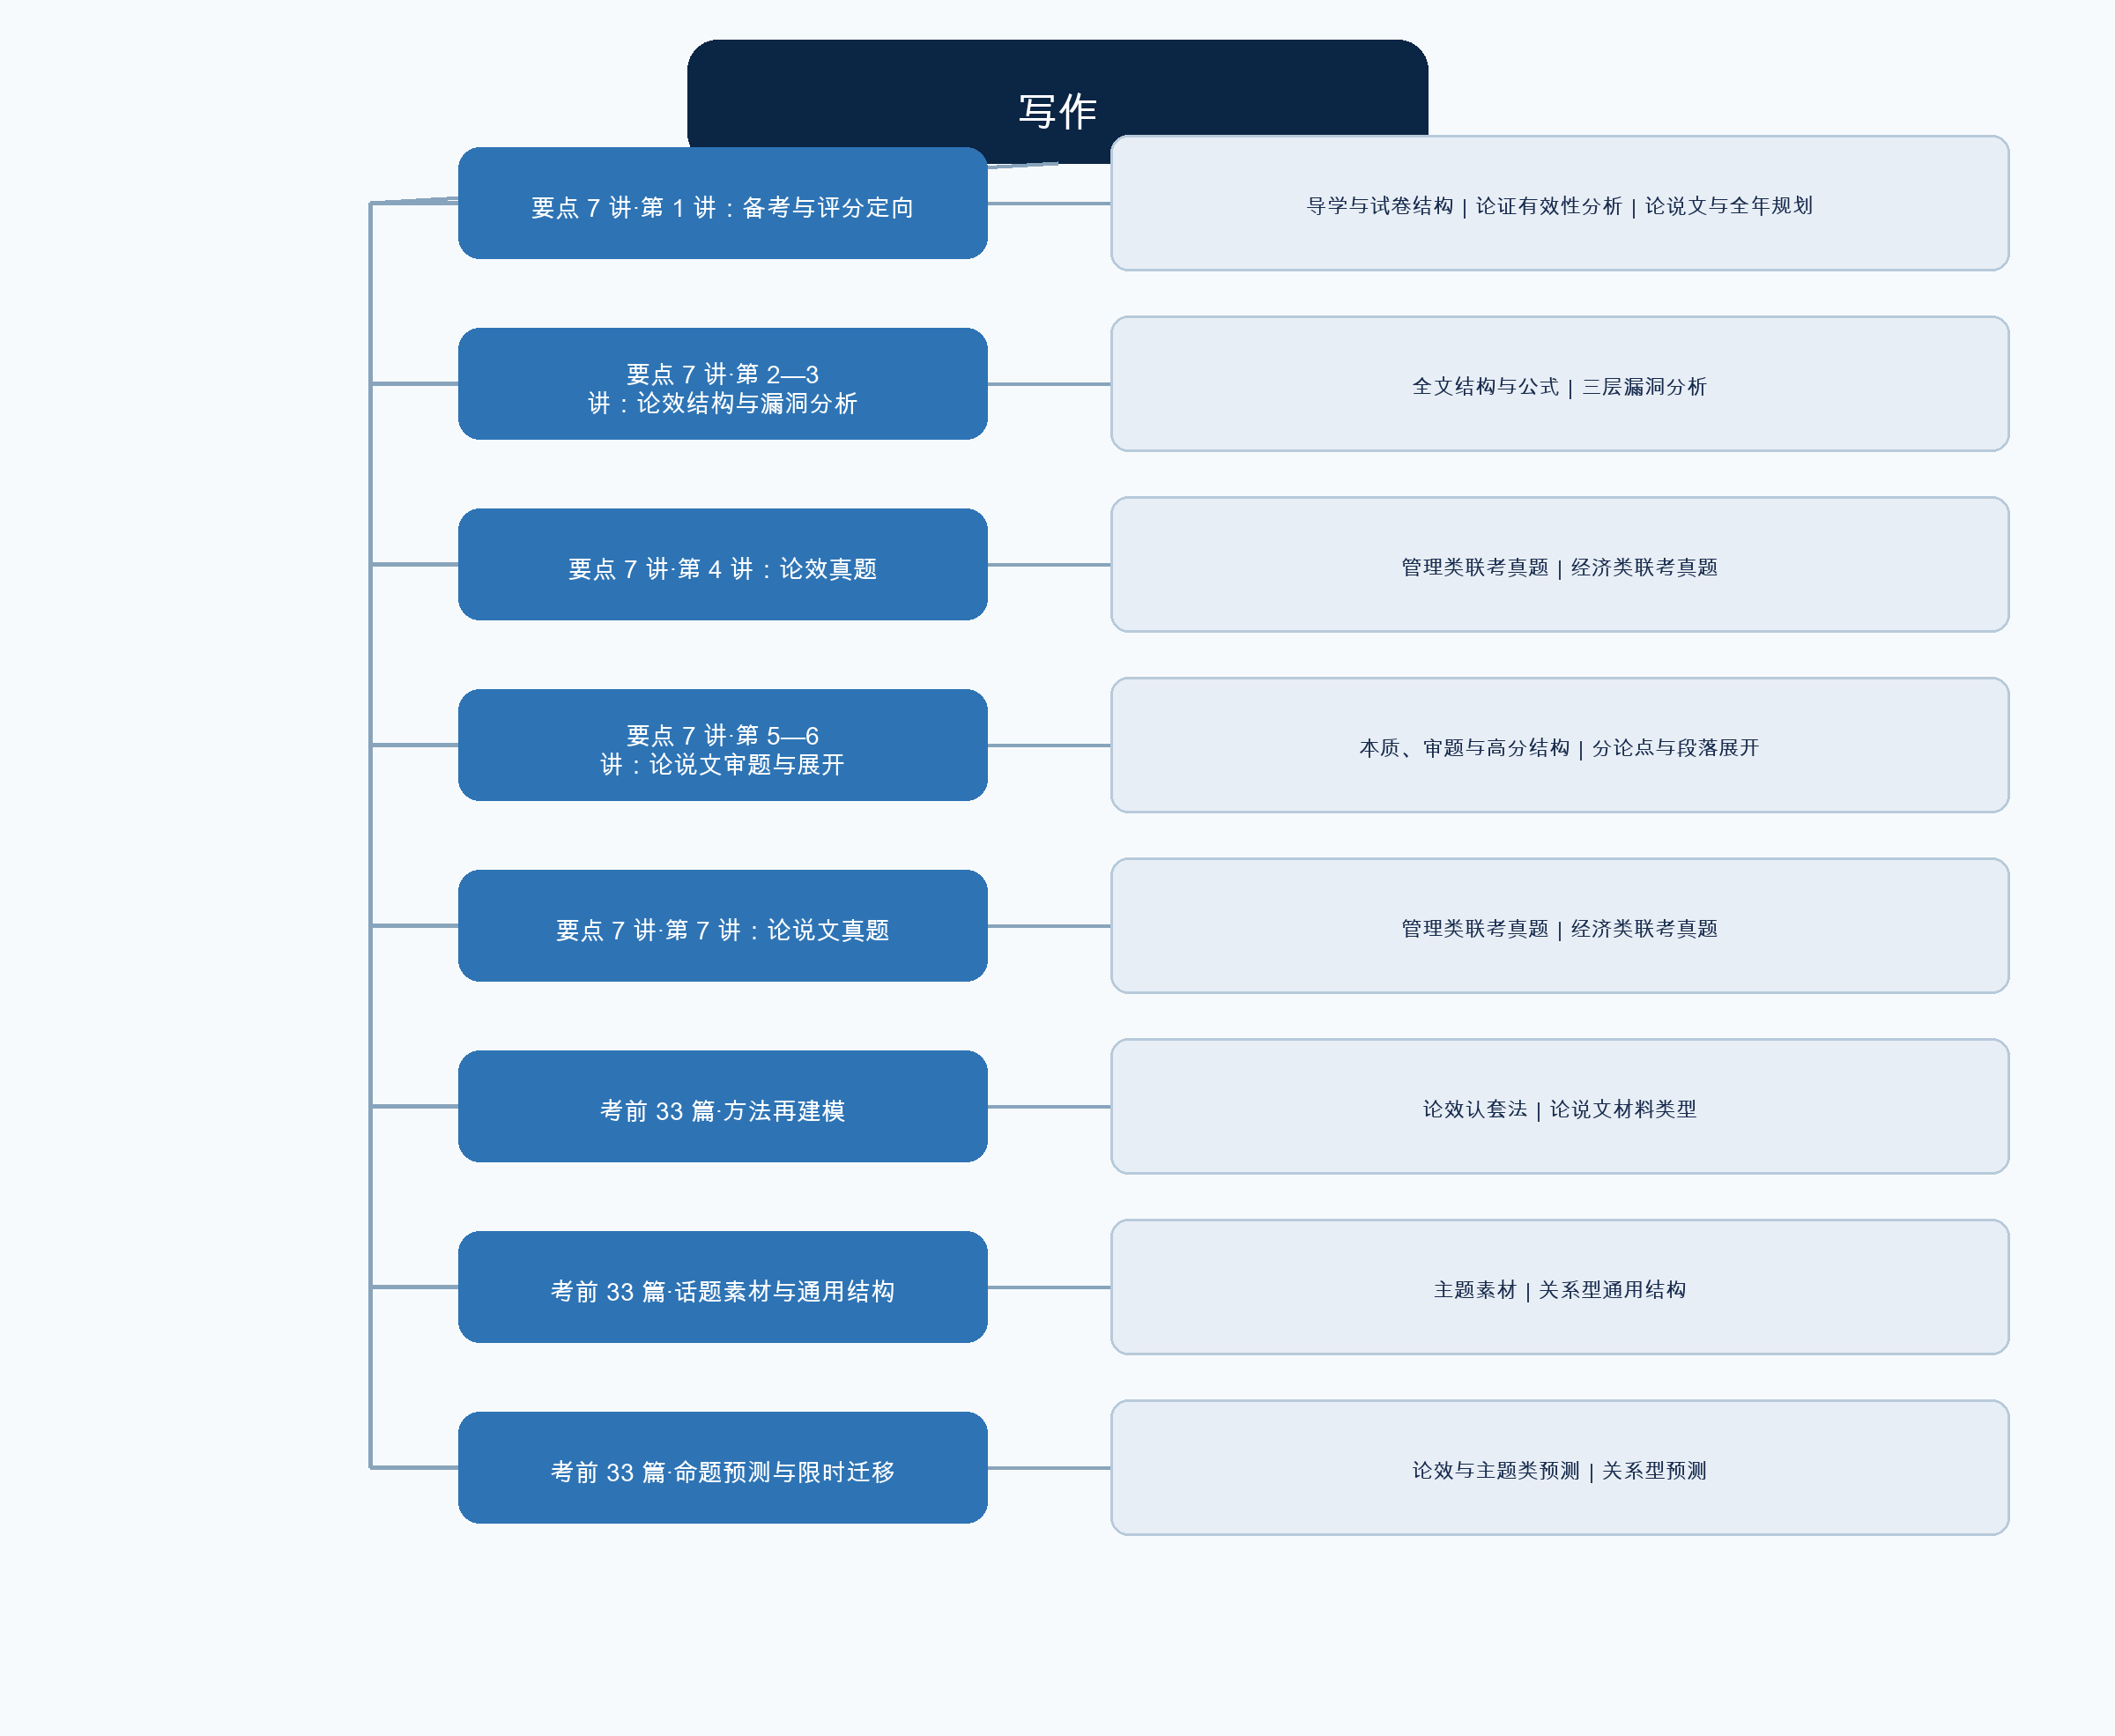 写作
要点 7 讲·第 1 讲：备考与评分定向
导学与试卷结构 | 论证有效性分析 | 论说文与全年规划
要点 7 讲·第 2—3
讲：论效结构与漏洞分析
全文结构与公式 | 三层漏洞分析
要点 7 讲·第 4 讲：论效真题
管理类联考真题 | 经济类联考真题
要点 7 讲·第 5—6
讲：论说文审题与展开
本质、审题与高分结构 | 分论点与段落展开
要点 7 讲·第 7 讲：论说文真题
管理类联考真题 | 经济类联考真题
考前 33 篇·方法再建模
论效认套法 | 论说文材料类型
考前 33 篇·话题素材与通用结构
主题素材 | 关系型通用结构
考前 33 篇·命题预测与限时迁移
论效与主题类预测 | 关系型预测